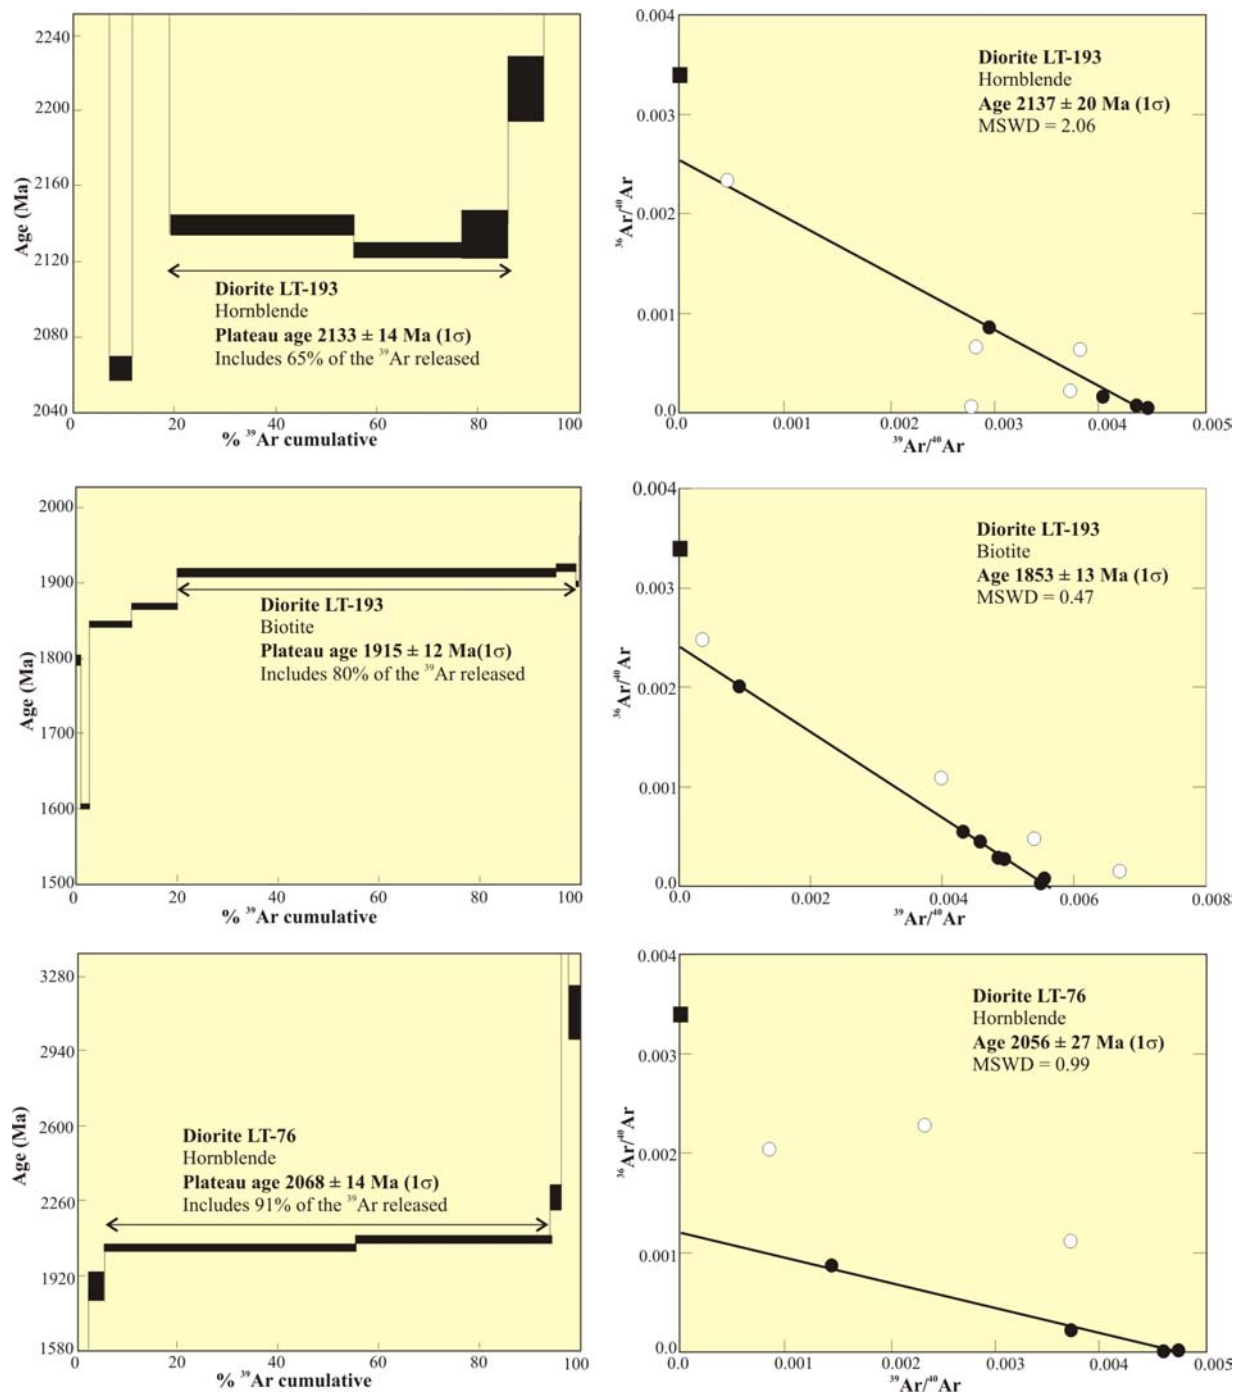 2240
2200
2160
2120
2080
2040
Age (Ma)
0
20
40
60
80
100
% ³⁹Ar cumulative
Diorite LT-193
Hornblende
Plateau age 2133 ± 14 Ma (1σ)
Includes 65% of the ³⁹Ar released
0.004
0.003
0.002
0.001
0.0
³⁶Ar/⁴⁰Ar
0.0
0.001
0.002
0.003
0.004
0.005
³⁹Ar/⁴⁰Ar
Diorite LT-193
Hornblende
Age 2137 ± 20 Ma (1σ)
MSWD = 2.06
2000
1900
1800
1700
1600
1500
Age (Ma)
0
20
40
60
80
100
% ³⁹Ar cumulative
Diorite LT-193
Biotite
Plateau age 1915 ± 12 Ma(1σ)
Includes 80% of the ³⁹Ar released
0.004
0.003
0.002
0.001
0.0
³⁶Ar/⁴⁰Ar
0.0
0.002
0.004
0.006
0.008
³⁹Ar/⁴⁰Ar
Diorite LT-193
Biotite
Age 1853 ± 13 Ma (1σ)
MSWD = 0.47
3280
2940
2600
2260
1920
1580
Age (Ma)
0
20
40
60
80
100
% ³⁹Ar cumulative
Diorite LT-76
Hornblende
Plateau age 2068 ± 14 Ma (1σ)
Includes 91% of the ³⁹Ar released
0.004
0.003
0.002
0.001
0.0
³⁶Ar/⁴⁰Ar
0.0
0.001
0.002
0.003
0.004
0.005
³⁹Ar/⁴⁰Ar
Diorite LT-76
Hornblende
Age 2056 ± 27 Ma (1σ)
MSWD = 0.99